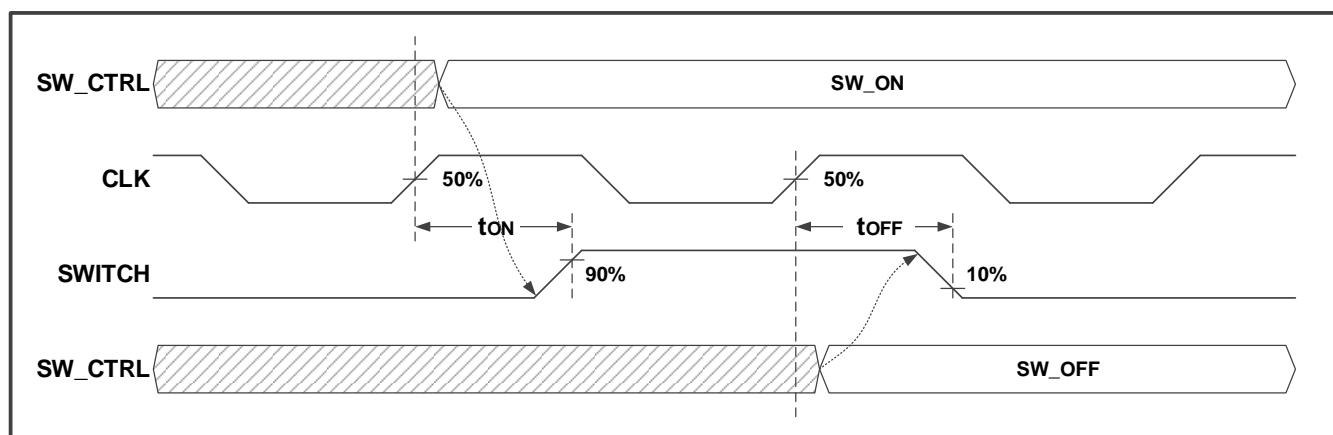 SW_CTRL
SW_ON
CLK
50%
50%
tON
tOFF
SWITCH
90%
10%
SW_CTRL
SW_OFF